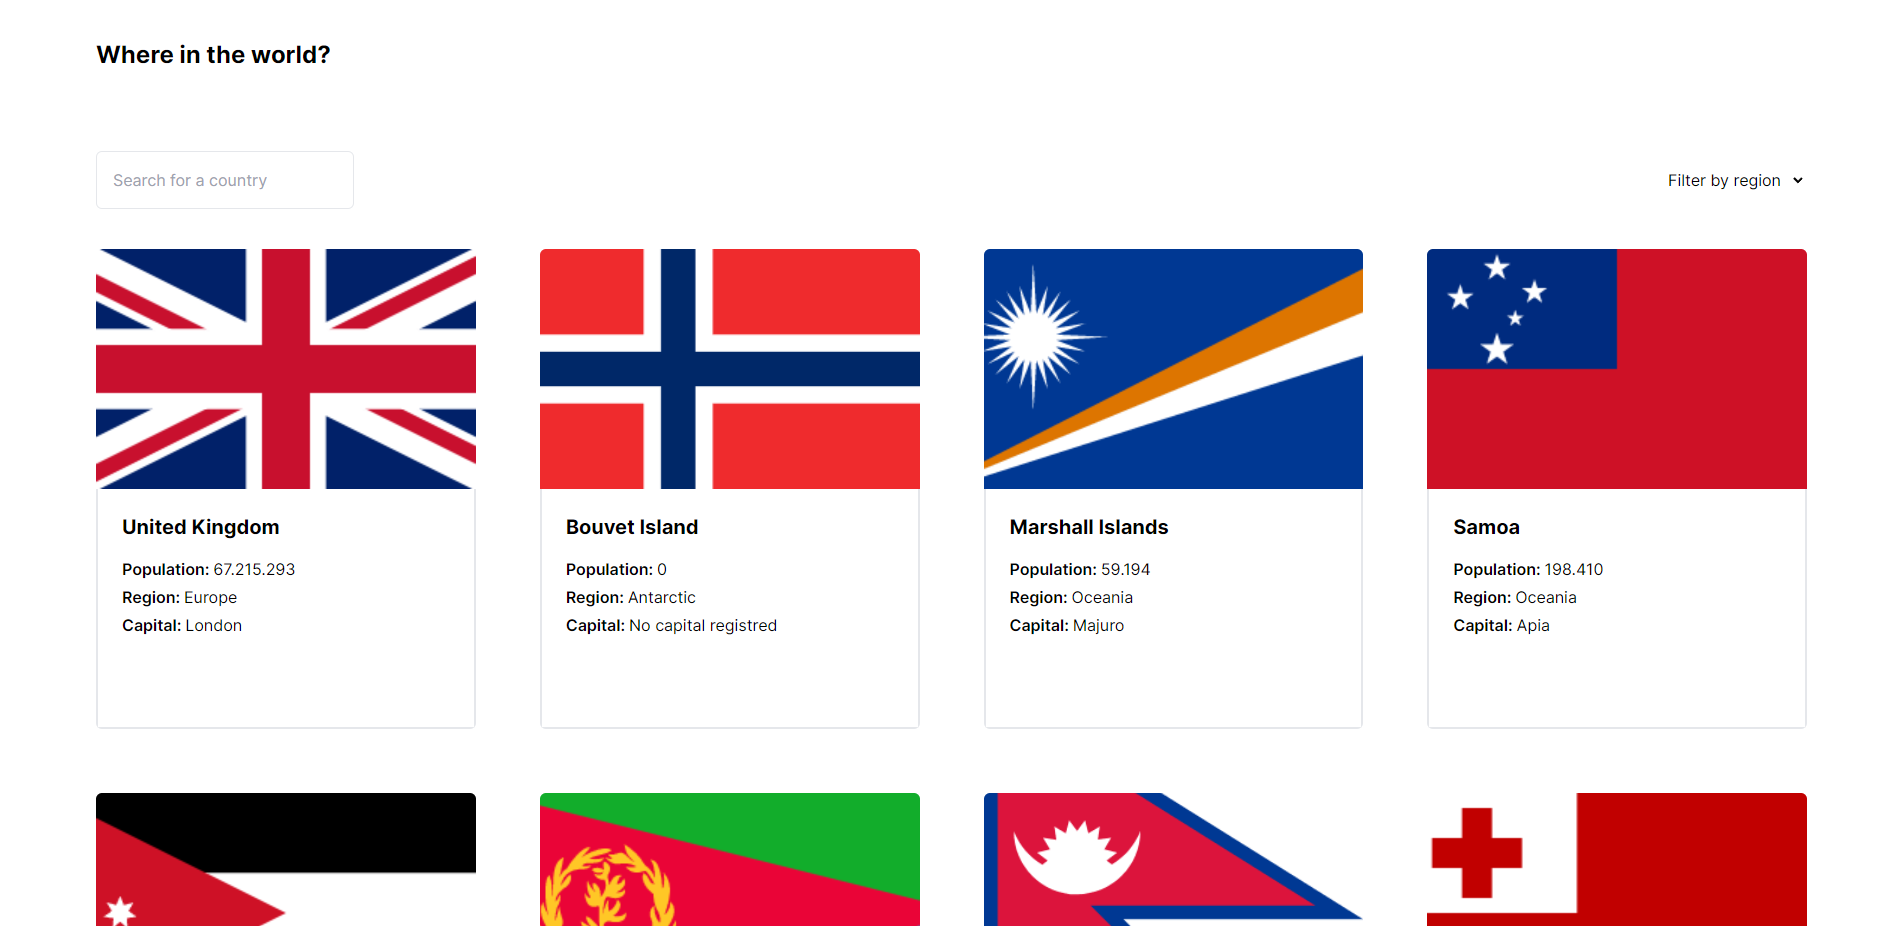 Where in the world?
Search for a country
Filter by region
United Kingdom
Population: 67.215.293
Region: Europe
Capital: London
Bouvet Island
Population: 0
Region: Antarctic
Capital: No capital registred
Marshall Islands
Population: 59.194
Region: Oceania
Capital: Majuro
Samoa
Population: 198.410
Region: Oceania
Capital: Apia